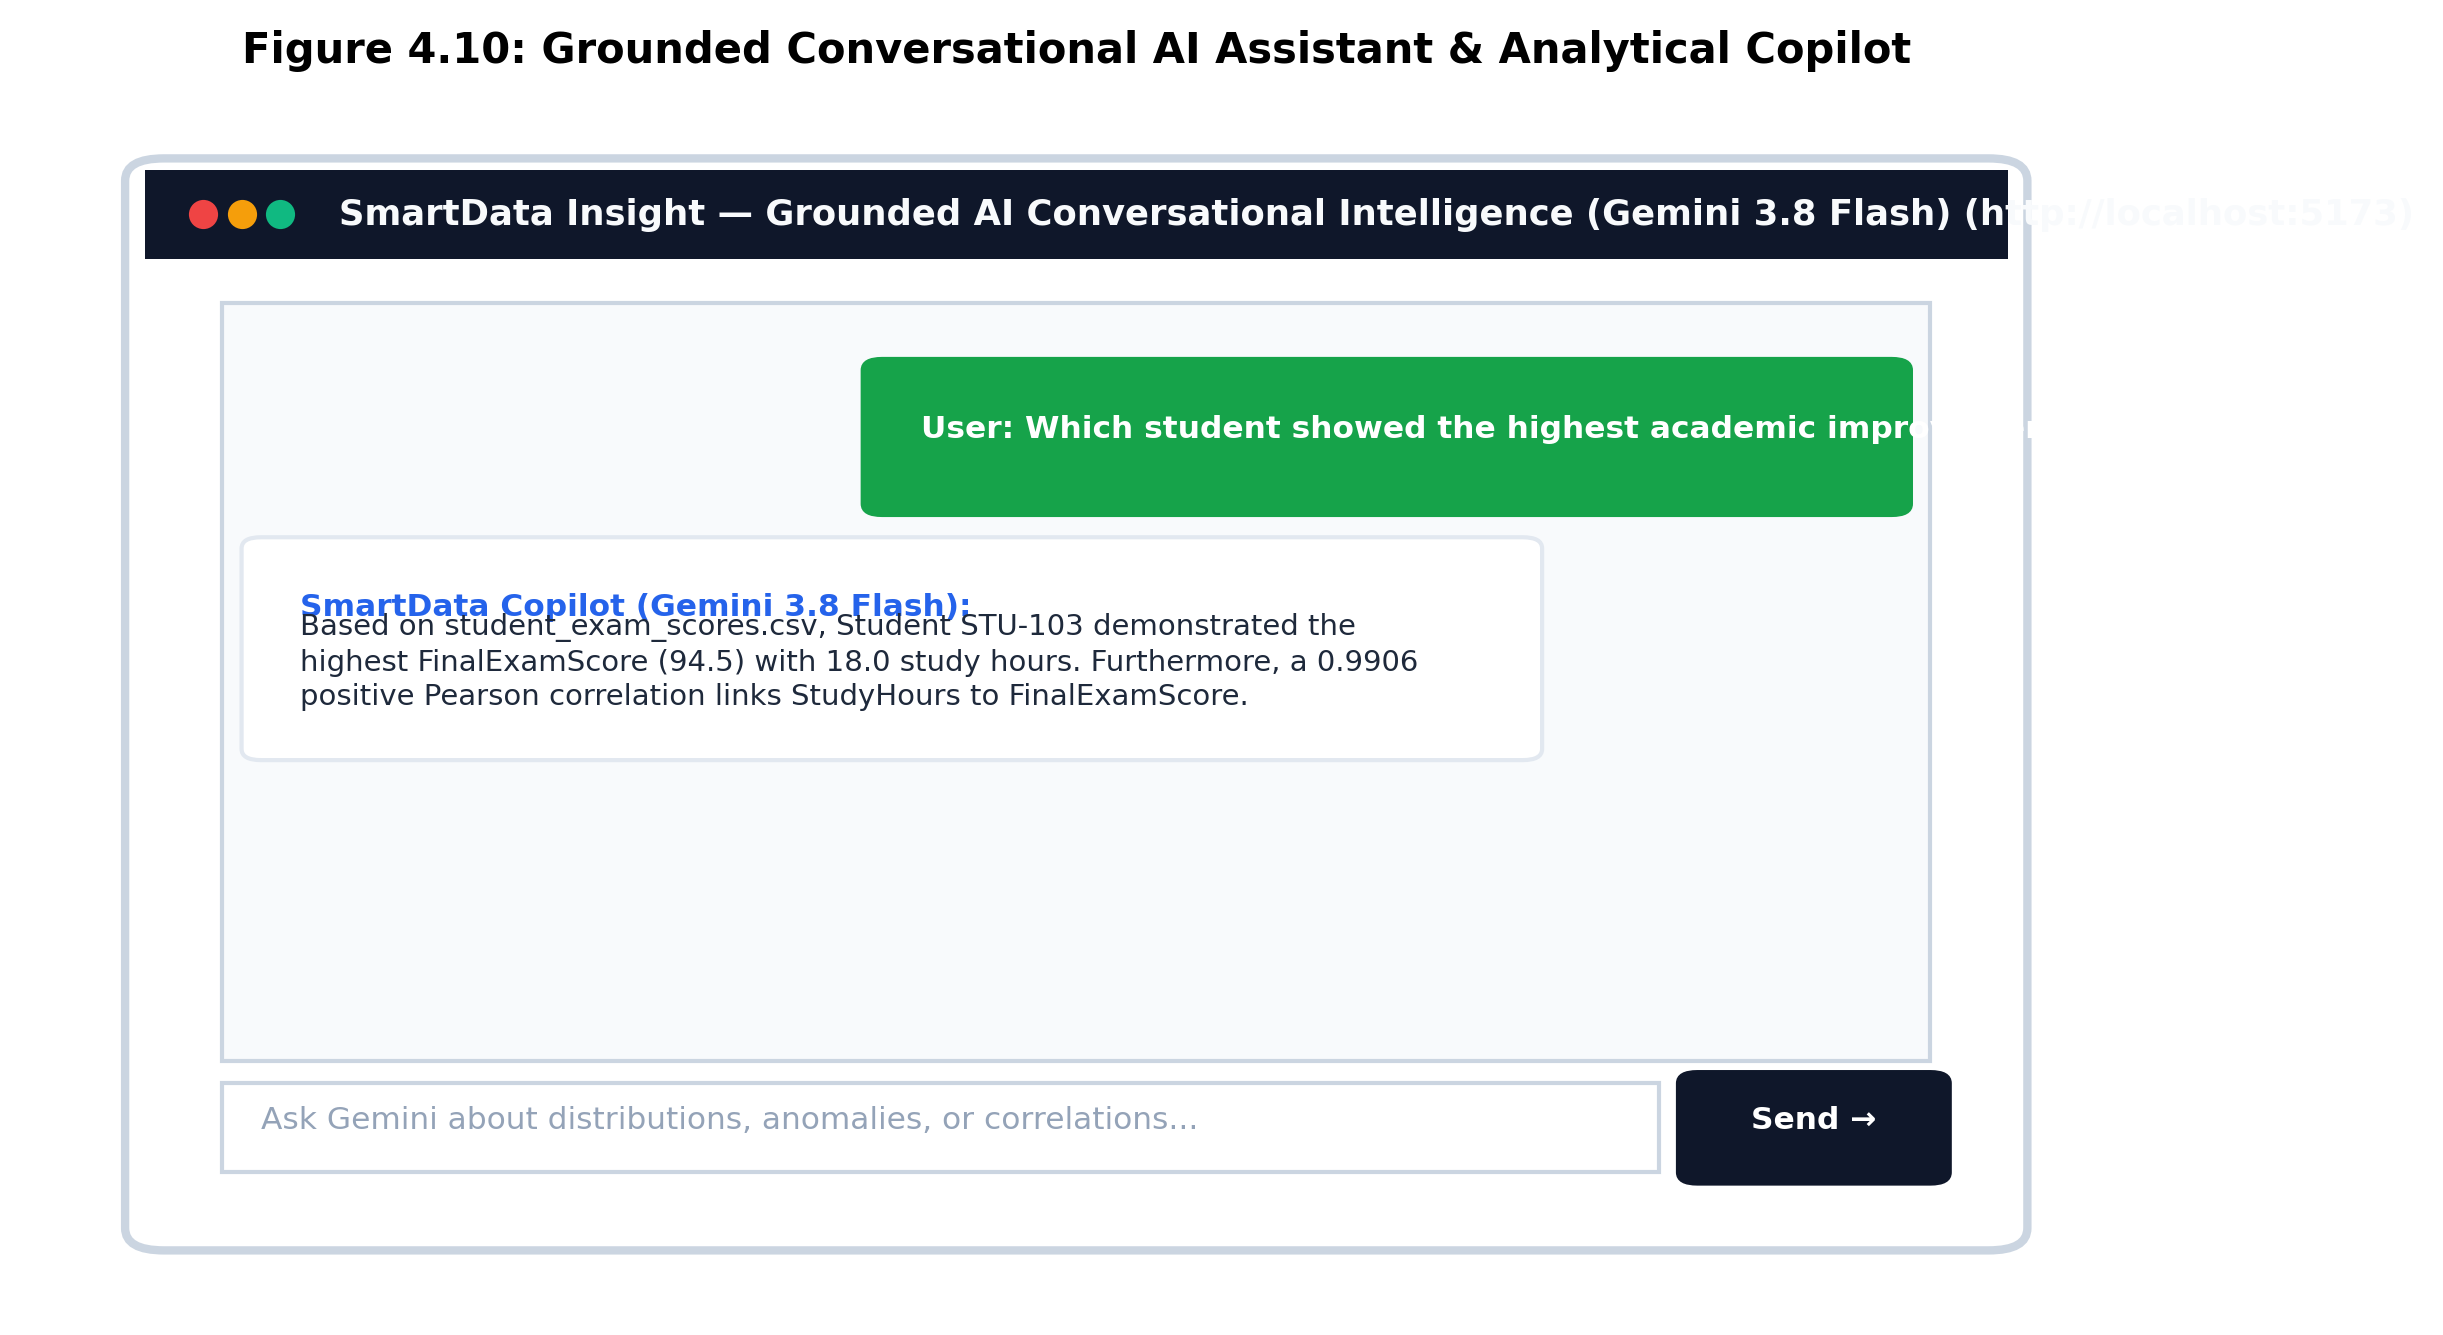 Figure 4.10: Grounded Conversational AI Assistant & Analytical Copilot
SmartData Insight — Grounded AI Conversational Intelligence (Gemini 3.8 Flash) (http://localhost:5173)
User: Which student showed the highest academic
SmartData Copilot (Gemini 3.8 Flash):
Based on student_exam_scores.csv, Student STU-103 demonstrated the
highest FinalExamScore (94.5) with 18.0 study hours. Furthermore, a 0.9906
positive Pearson correlation links StudyHours to FinalExamScore.
Ask Gemini about distributions, anomalies, or correlations...
Send →